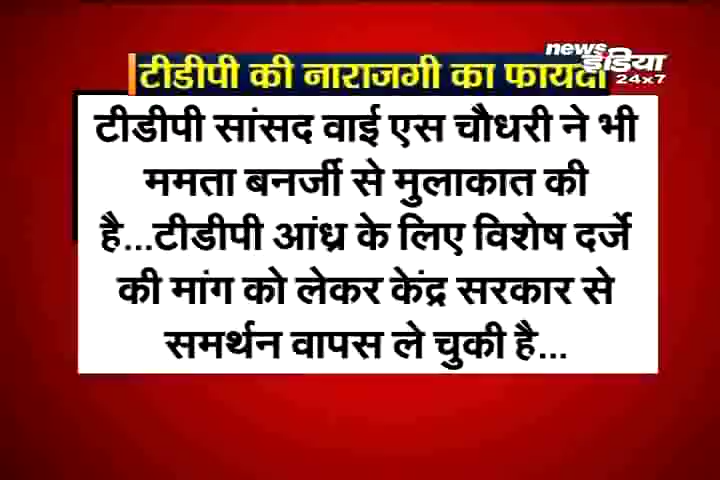 news
इंडिया
24x7
टीडीपी की नाराजगी का फायदा
टीडीपी सांसद वाई एस चौधरी ने भी
ममता बनर्जी से मुलाकात की
है...टीडीपी आंध्र के लिए विशेष दर्जे
की मांग को लेकर केंद्र सरकार से
समर्थन वापस ले चुकी है...